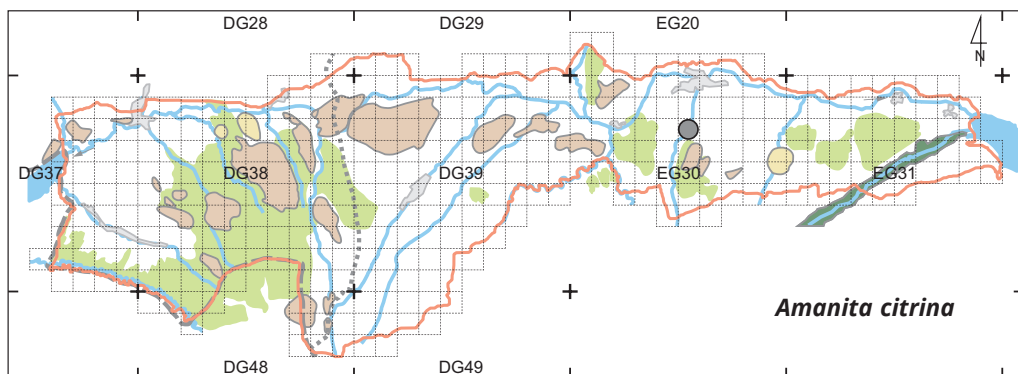 DG28 DG29 EG20
N
DG37 DG38 DG39 EG30 EG31
Amanita citrina
DG48 DG49